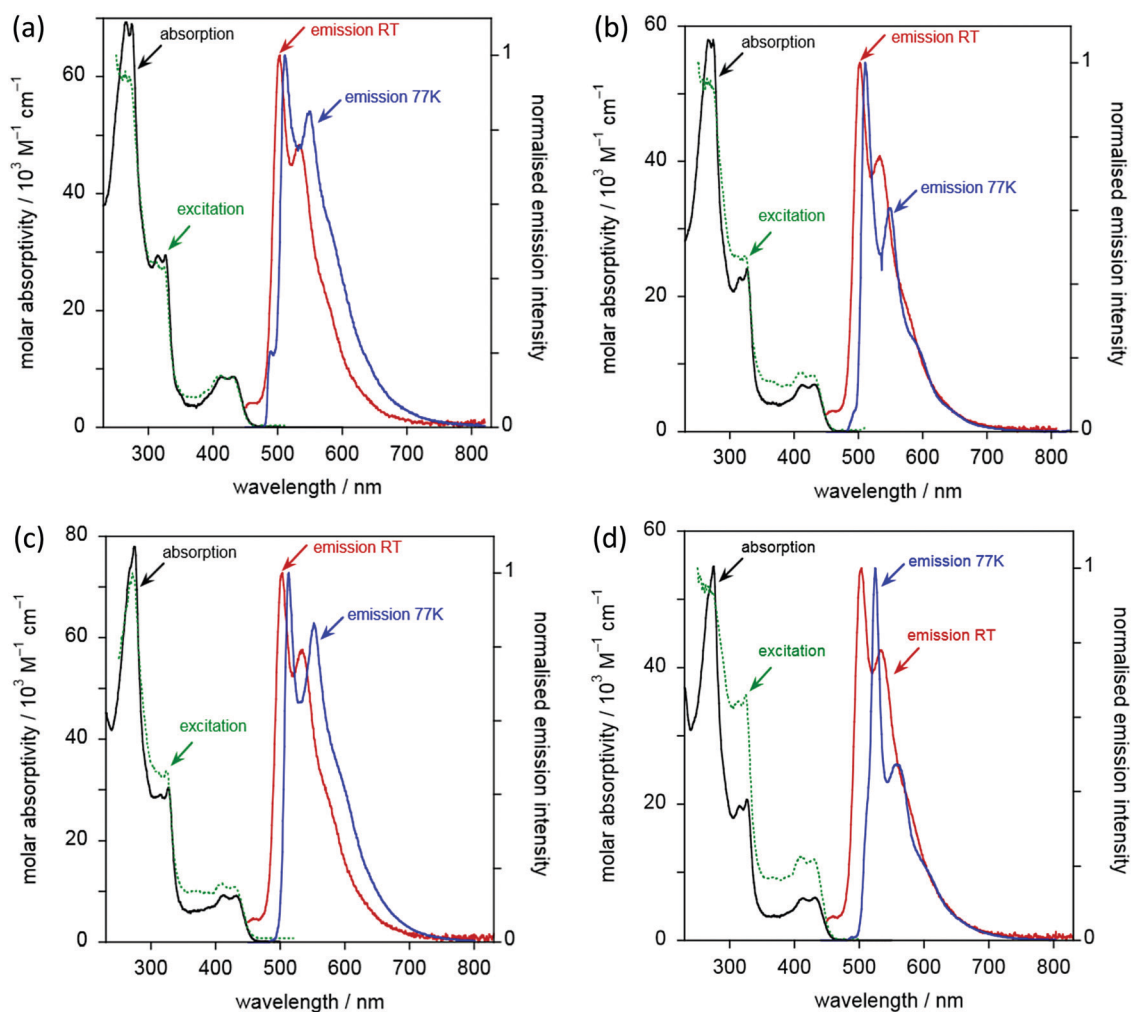 (a)
molar absorptivity / 10³ M⁻¹ cm⁻¹
60
40
20
0
absorption
emission RT
emission 77K
excitation
1
0
normalised emission intensity
300 400 500 600 700 800
wavelength / nm
(b)
molar absorptivity / 10³ M⁻¹ cm⁻¹
60
40
20
0
absorption
emission RT
emission 77K
excitation
1
0
normalised emission intensity
300 400 500 600 700 800
wavelength / nm
(c)
molar absorptivity / 10³ M⁻¹ cm⁻¹
80
60
40
20
0
absorption
emission RT
emission 77K
excitation
1
0
normalised emission intensity
300 400 500 600 700 800
wavelength / nm
(d)
molar absorptivity / 10³ M⁻¹ cm⁻¹
60
40
20
0
absorption
emission 77K
emission RT
excitation
1
0
normalised emission intensity
300 400 500 600 700 800
wavelength / nm